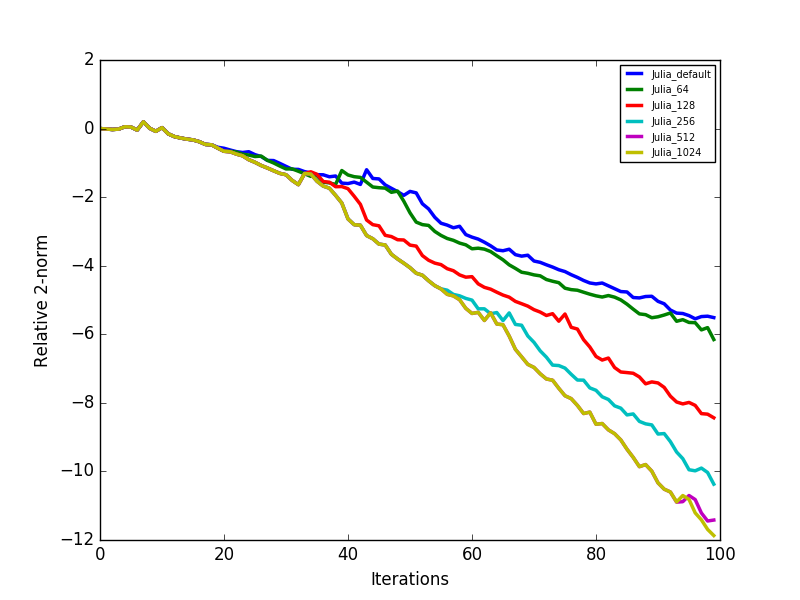 2
0
−2
−4
−6
−8
−10
−12
0 20 40 60 80 100
Iterations
Relative 2-norm
Julia_default
Julia_64
Julia_128
Julia_256
Julia_512
Julia_1024